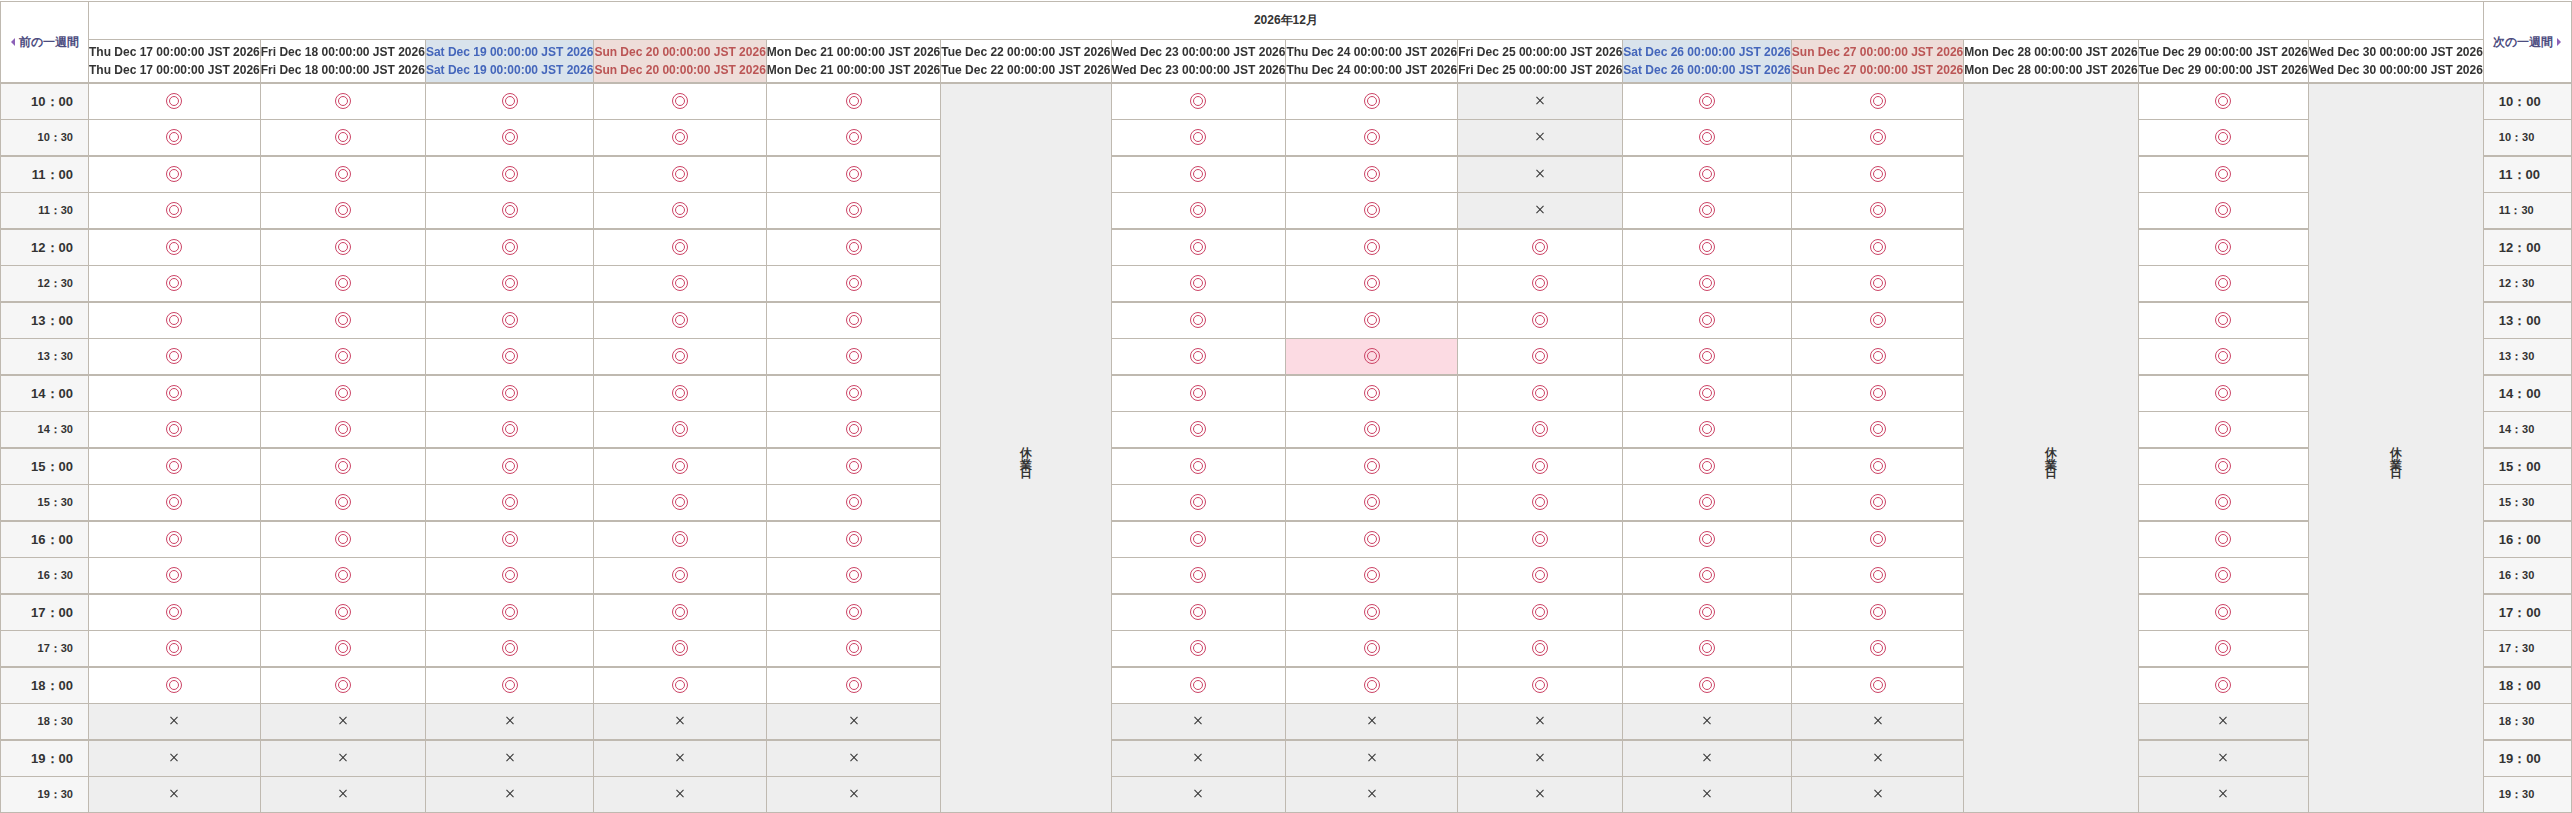 前の一週間
2026年12月
次の一週間
Thu Dec 17 00:00:00 JST 2026 Fri Dec 18 00:00:00 JST 2026 Sat Dec 19 00:00:00 JST 2026 Sun Dec 20 00:00:00 JST 2026 Mon Dec 21 00:00:00 JST 2026 Tue Dec 22 00:00:00 JST 2026 Wed Dec 23 00:00:00 JST 2026 Thu Dec 24 00:00:00 JST 2026 Fri Dec 25 00:00:00 JST 2026 Sat Dec 26 00:00:00 JST 2026 Sun Dec 27 00:00:00 JST 2026 Mon Dec 28 00:00:00 JST 2026 Tue Dec 29 00:00:00 JST 2026 Wed Dec 30 00:00:00 JST 2026
Thu Dec 17 00:00:00 JST 2026 Fri Dec 18 00:00:00 JST 2026 Sat Dec 19 00:00:00 JST 2026 Sun Dec 20 00:00:00 JST 2026 Mon Dec 21 00:00:00 JST 2026 Tue Dec 22 00:00:00 JST 2026 Wed Dec 23 00:00:00 JST 2026 Thu Dec 24 00:00:00 JST 2026 Fri Dec 25 00:00:00 JST 2026 Sat Dec 26 00:00:00 JST 2026 Sun Dec 27 00:00:00 JST 2026 Mon Dec 28 00:00:00 JST 2026 Tue Dec 29 00:00:00 JST 2026 Wed Dec 30 00:00:00 JST 2026
10：00 ◎ ◎ ◎ ◎ ◎ ◎ ◎ × ◎ ◎ ◎ 10：00
10：30 ◎ ◎ ◎ ◎ ◎ ◎ ◎ × ◎ ◎ ◎ 10：30
11：00 ◎ ◎ ◎ ◎ ◎ ◎ ◎ × ◎ ◎ ◎ 11：00
11：30 ◎ ◎ ◎ ◎ ◎ ◎ ◎ × ◎ ◎ ◎ 11：30
12：00 ◎ ◎ ◎ ◎ ◎ ◎ ◎ ◎ ◎ ◎ ◎ 12：00
12：30 ◎ ◎ ◎ ◎ ◎ ◎ ◎ ◎ ◎ ◎ ◎ 12：30
13：00 ◎ ◎ ◎ ◎ ◎ ◎ ◎ ◎ ◎ ◎ ◎ 13：00
13：30 ◎ ◎ ◎ ◎ ◎ ◎ ◎ ◎ ◎ ◎ ◎ 13：30
14：00 ◎ ◎ ◎ ◎ ◎ ◎ ◎ ◎ ◎ ◎ ◎ 14：00
14：30 ◎ ◎ ◎ ◎ ◎ ◎ ◎ ◎ ◎ ◎ ◎ 14：30
休業日 休業日 休業日
15：00 ◎ ◎ ◎ ◎ ◎ ◎ ◎ ◎ ◎ ◎ ◎ 15：00
15：30 ◎ ◎ ◎ ◎ ◎ ◎ ◎ ◎ ◎ ◎ ◎ 15：30
16：00 ◎ ◎ ◎ ◎ ◎ ◎ ◎ ◎ ◎ ◎ ◎ 16：00
16：30 ◎ ◎ ◎ ◎ ◎ ◎ ◎ ◎ ◎ ◎ ◎ 16：30
17：00 ◎ ◎ ◎ ◎ ◎ ◎ ◎ ◎ ◎ ◎ ◎ 17：00
17：30 ◎ ◎ ◎ ◎ ◎ ◎ ◎ ◎ ◎ ◎ ◎ 17：30
18：00 ◎ ◎ ◎ ◎ ◎ ◎ ◎ ◎ ◎ ◎ ◎ 18：00
18：30 × × × × × × × × × × × 18：30
19：00 × × × × × × × × × × × 19：00
19：30 × × × × × × × × × × × 19：30